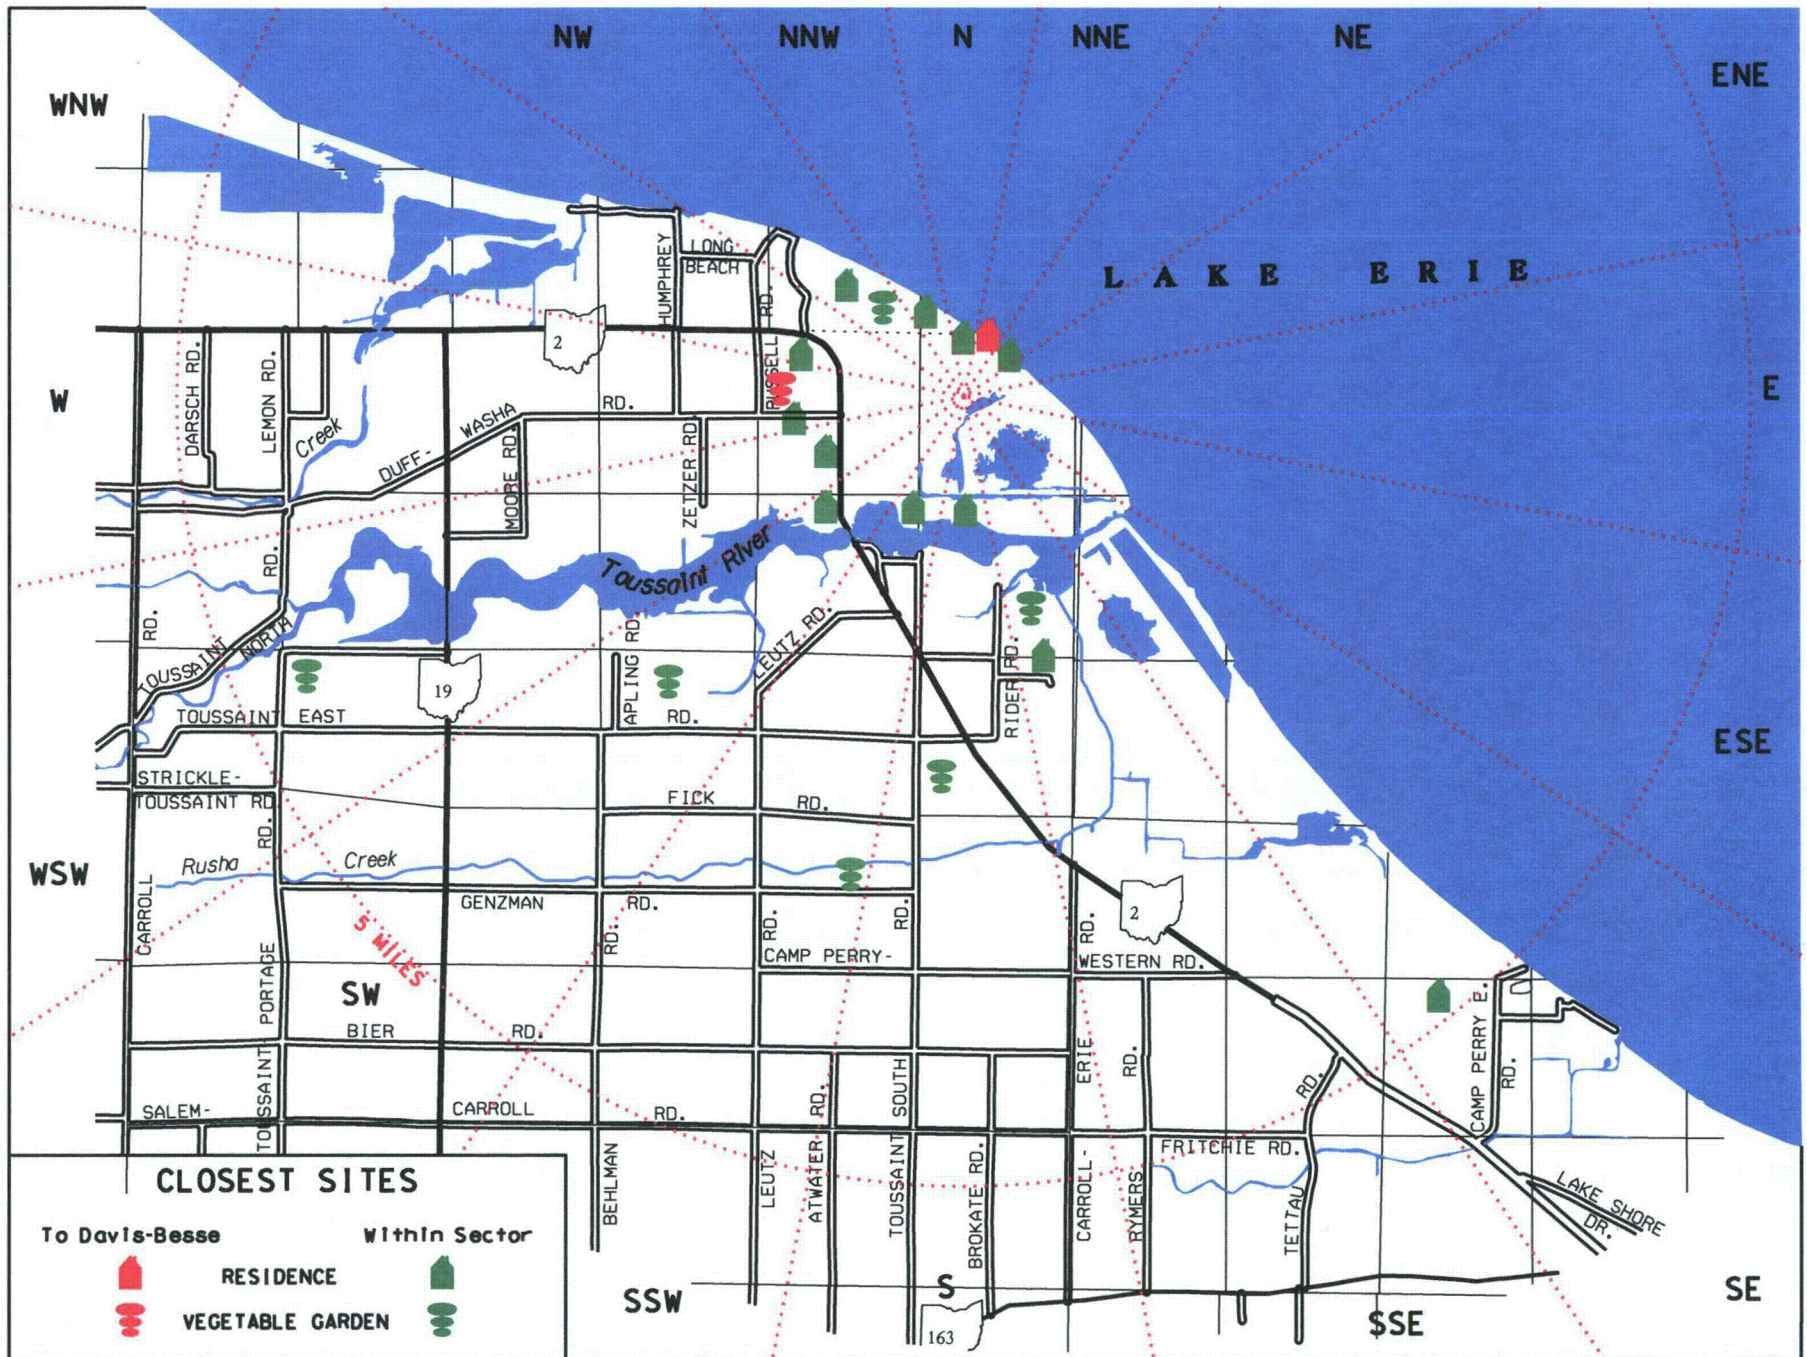 NW
NNW
N
NNE
NE
ENE
WNW
LAKE ERIE
HUMPHREY
LONG
BEACH
RD.
2
RUSSELL
W
DARSCH RD.
LEMON RD.
Creek
DUFF-
WASHA
RD.
MOORE RD.
ZETZER RD.
E
Toussaint River
RD.
RD.
TOUSSAINT
NORTH
19
APLING RD.
LEUTZ RD.
RIDER RD.
TOUSSAINT EAST
RD.
ESE
STRICKLE-
TOUSSAINT RD.
FICK
RD.
RD.
WSW
Rusha
Creek
CARROLL
GENZMAN
RD.
RD.
RD.
RD.
CAMP PERRY-
RD.
WESTERN RD.
2
5 MILES
SW
PORTAGE
BIER
RD.
TOUSSAINT-
SALEM-
CARROLL
RD.
ATWATER RD.
TOUSSAINT SOUTH
ERIE
RD.
RD.
CAMP PERRY E.
RD.
FRITCHIE RD.
CLOSEST SITES
To Davis-Besse
Within Sector
RESIDENCE
VEGETABLE GARDEN
BEHLMAN
LEUTZ
BROKATE RD.
CARROLL-
RYMERS
TETTAU
LAKE SHORE
DR.
SSW
S
163
$SE
SE